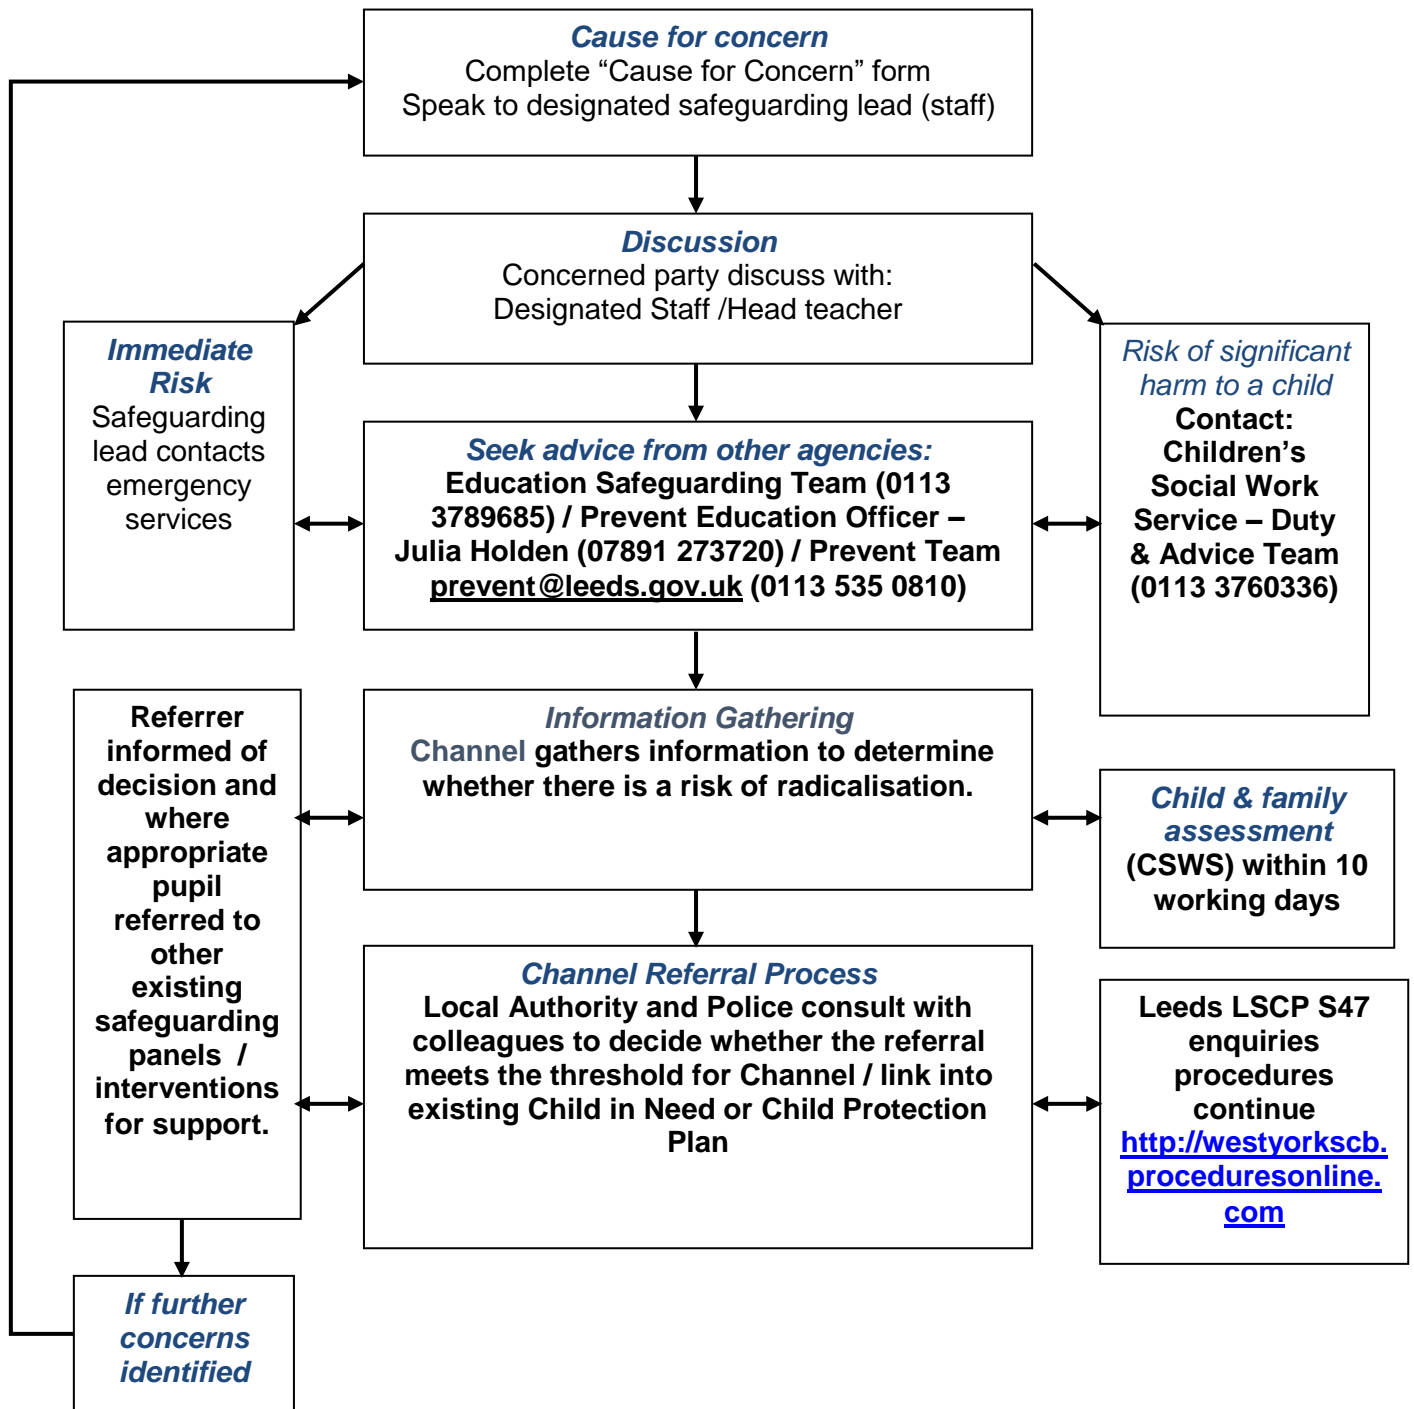 Cause for concern
Complete “Cause for Concern” form
Speak to designated safeguarding lead (staff)
Discussion
Concerned party discuss with:
Designated Staff /Head teacher
Immediate
Risk
Safeguarding
lead contacts
emergency
services
Seek advice from other agencies:
Education Safeguarding Team (0113
3789685) / Prevent Education Officer –
Julia Holden (07891 273720) / Prevent Team
prevent@leeds.gov.uk (0113 535 0810)
Risk of significant
harm to a child
Contact:
Children’s
Social Work
Service – Duty
& Advice Team
(0113 3760336)
Referrer
informed of
decision and
where
appropriate
pupil
referred to
other
existing
safeguarding
panels /
interventions
for support.
Information Gathering
Channel gathers information to determine
whether there is a risk of radicalisation.
Child & family
assessment
(CSWS) within 10
working days
Channel Referral Process
Local Authority and Police consult with
colleagues to decide whether the referral
meets the threshold for Channel / link into
existing Child in Need or Child Protection
Plan
Leeds LSCP S47
enquiries
procedures
continue
http://westyorkscb.
proceduresonline.
com
If further
concerns
identified